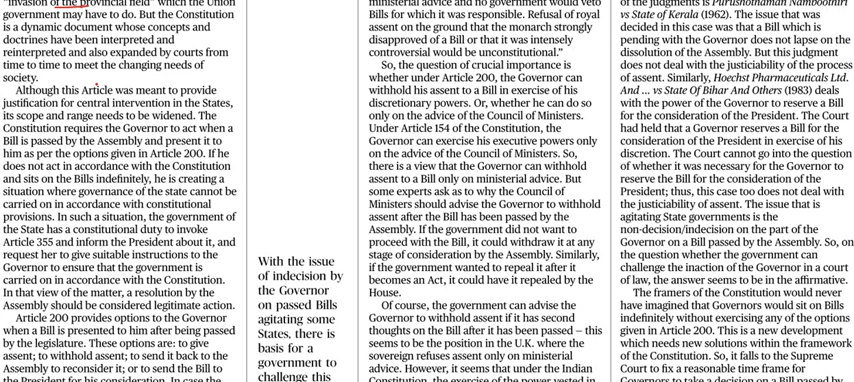 "invasion of the provincial field" which the Union
government may have to do. But the Constitution
is a dynamic document whose concepts and
doctrines have been interpreted and
reinterpreted and also expanded by courts from
time to time to meet the changing needs of
society.
Although this Article was meant to provide
justification for central intervention in the States,
its scope and range needs to be widened. The
Constitution requires the Governor to act when a
Bill is passed by the Assembly and present it to
him as per the options given in Article 200. If he
does not act in accordance with the Constitution
and sits on the Bills indefinitely, he is creating a
situation where governance of the state cannot be
carried on in accordance with constitutional
provisions. In such a situation, the government of
the State has a constitutional duty to invoke
Article 355 and inform the President about it, and
request her to give suitable instructions to the
Governor to ensure that the government is
carried on in accordance with the Constitution.
In that view of the matter, a resolution by the
Assembly should be considered legitimate action.
Article 200 provides options to the Governor
when a Bill is presented to him after being passed
by the legislature. These options are: to give
assent; to withhold assent; to send it back to the
Assembly to reconsider it; or to send the Bill to
the President for his consideration. In case the
With the issue
of indecision by
the Governor
on passed Bills
agitating some
States, there is
basis for a
government to
challenge this
ministerial advice and no government would veto
Bills for which it was responsible. Refusal of royal
assent on the ground that the monarch strongly
disapproved of a Bill or that it was intensely
controversial would be unconstitutional."
So, the question of crucial importance is
whether under Article 200, the Governor can
withhold his assent to a Bill in exercise of his
discretionary powers. Or, whether he can do so
only on the advice of the Council of Ministers.
Under Article 154 of the Constitution, the
Governor can exercise his executive powers only
on the advice of the Council of Ministers. So,
there is a view that the Governor can withhold
assent to a Bill only on ministerial advice. But
some experts ask as to why the Council of
Ministers should advise the Governor to withhold
assent after the Bill has been passed by the
Assembly. If the government did not want to
proceed with the Bill, it could withdraw it at any
stage of consideration by the Assembly. Similarly,
if the government wanted to repeal it after it
becomes an Act, it could have it repealed by the
House.
Of course, the government can advise the
Governor to withhold assent if it has second
thoughts on the Bill after it has been passed – this
seems to be the position in the U.K. where the
sovereign refuses assent only on ministerial
advice. However, it seems that under the Indian
Constitution, the exercise of the power vested in
of the judgments is Purushothaman Namboothiri
vs State of Kerala (1962). The issue that was
decided in this case was that a Bill which is
pending with the Governor does not lapse on the
dissolution of the Assembly. But this judgment
does not deal with the justiciability of the process
of assent. Similarly, Hoechst Pharmaceuticals Ltd.
And ... vs State Of Bihar And Others (1983) deals
with the power of the Governor to reserve a Bill
for the consideration of the President. The Court
had held that a Governor reserves a Bill for the
consideration of the President in exercise of his
discretion. The Court cannot go into the question
of whether it was necessary for the Governor to
reserve the Bill for the consideration of the
President; thus, this case too does not deal with
the justiciability of assent. The issue that is
agitating State governments is the
non-decision/indecision on the part of the
Governor on a Bill passed by the Assembly. So, on
the question whether the government can
challenge the inaction of the Governor in a court
of law, the answer seems to be in the affirmative.
The framers of the Constitution would never
have imagined that Governors would sit on Bills
indefinitely without exercising any of the options
given in Article 200. This is a new development
which needs new solutions within the framework
of the Constitution. So, it falls to the Supreme
Court to fix a reasonable time frame for
Governors to take a decision on a Bill passed by